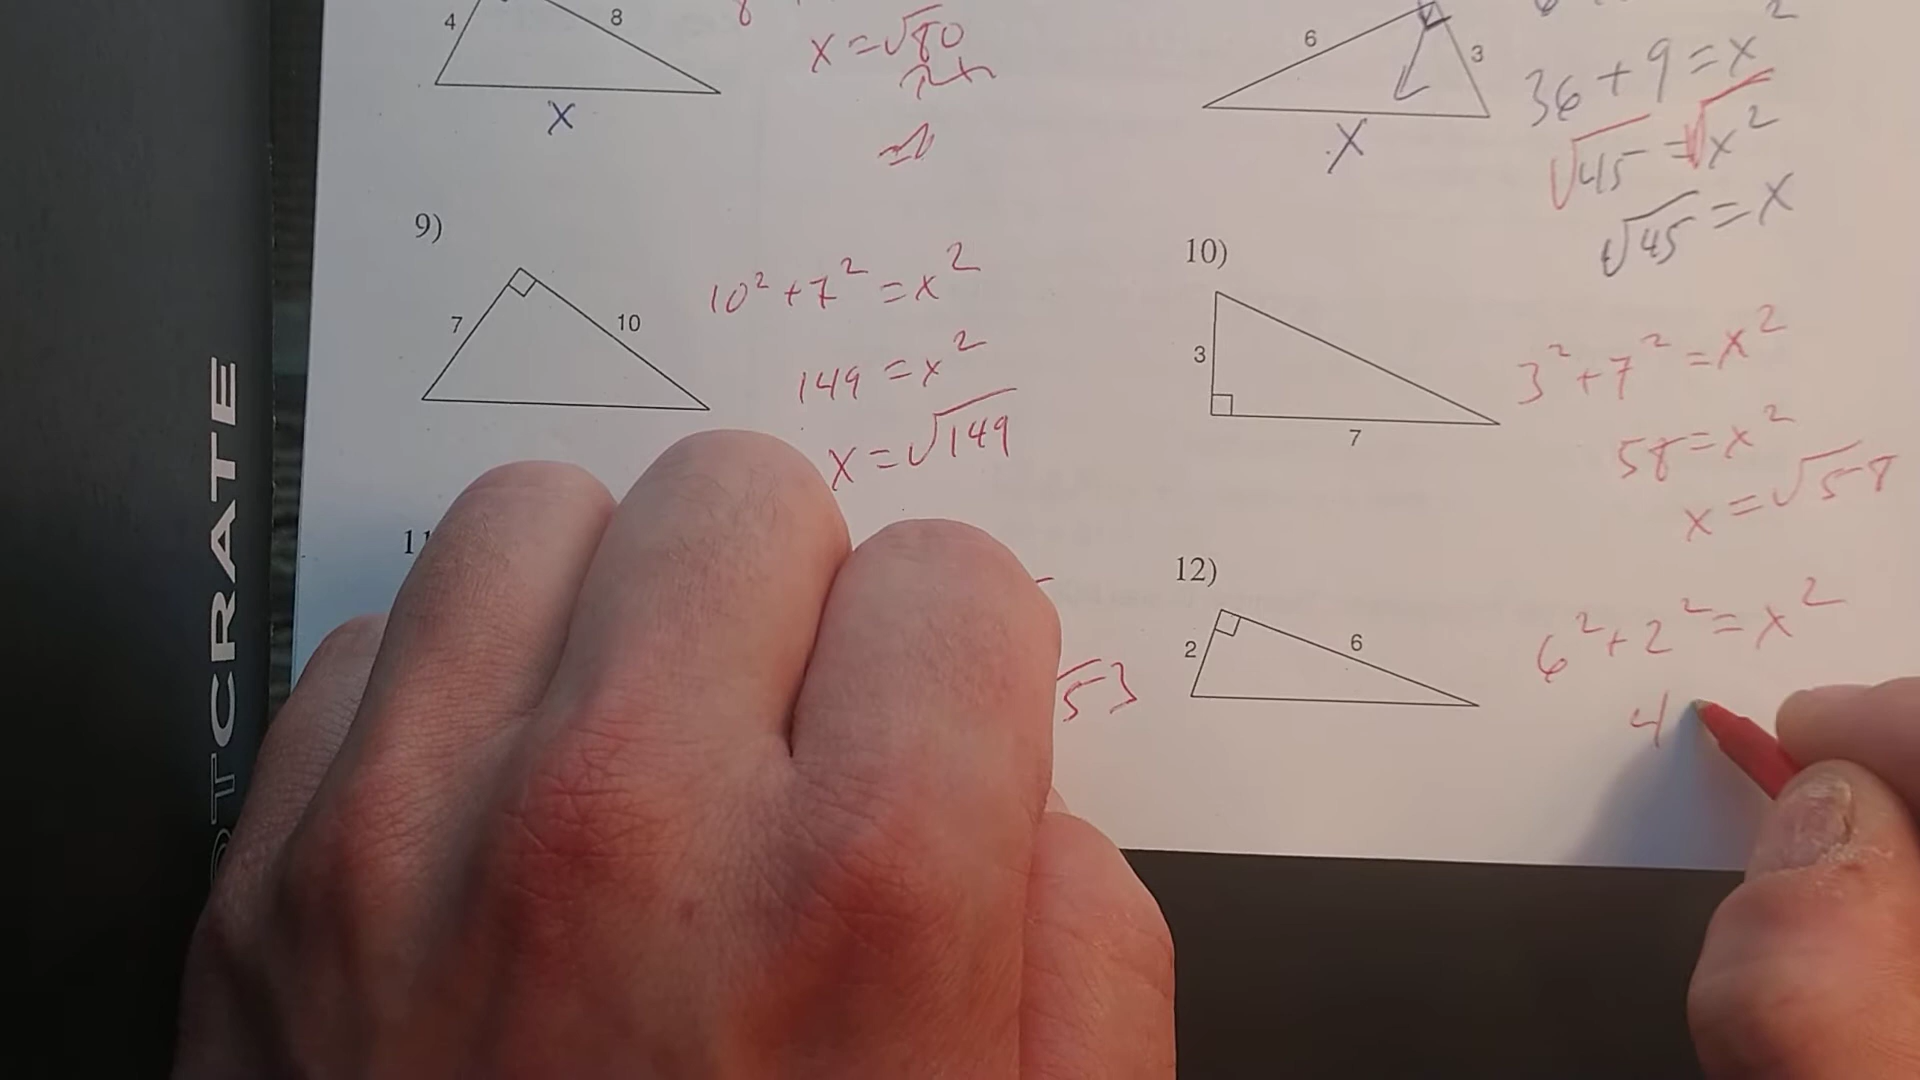 4
8
x = √80
X
6
3
36 + 9 = x²
√45 = √x²
√45 = x
X
9)
7
10
10² + 7² = x²
149 = x²
x = √149
10)
3
7
3² + 7² = x²
58 = x²
x = √58
12)
2
6
6² + 2² = x²
4
53
CRATE